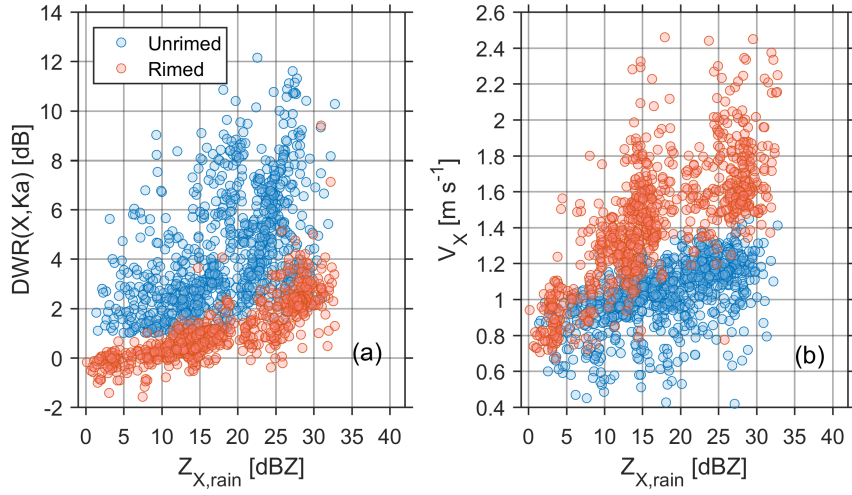 14
12
10
8
6
4
2
0
-2
DWR(X,Ka) [dB]
Unrimed
Rimed
(a)
0 5 10 15 20 25 30 35 40
Z_X,rain [dBZ]
2.6
2.4
2.2
2
1.8
1.6
1.4
1.2
1
0.8
0.6
0.4
V_X [m s^-1]
(b)
0 5 10 15 20 25 30 35 40
Z_X,rain [dBZ]